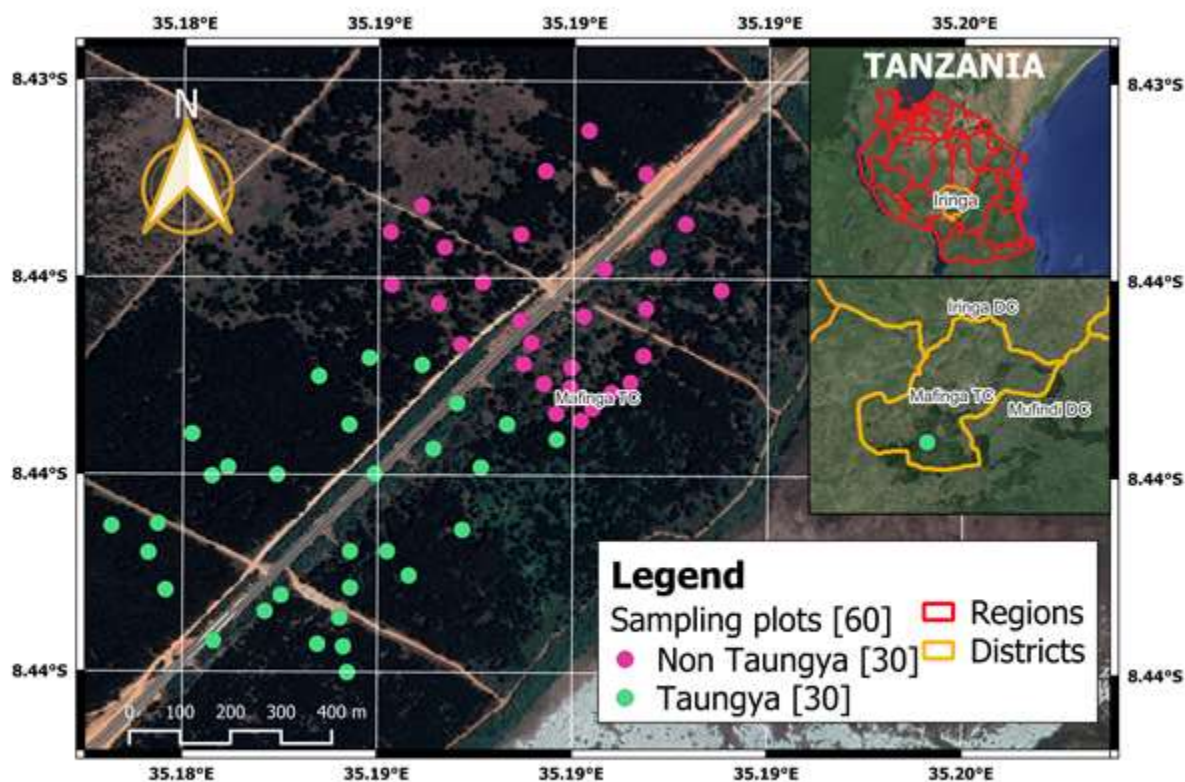 35.18°E 35.19°E 35.19°E 35.19°E 35.20°E
8.43°S
8.43°S
N
TANZANIA
Iringa
8.44°S
8.44°S
Iringa DC
Mafinga TC
Mufindi DC
Mafinga TC
8.44°S
8.44°S
Legend
Sampling plots [60]
Non Taungya [30]
Taungya [30]
Regions
Districts
8.44°S
8.44°S
0 100 200 300 400 m
35.18°E 35.19°E 35.19°E 35.19°E 35.20°E